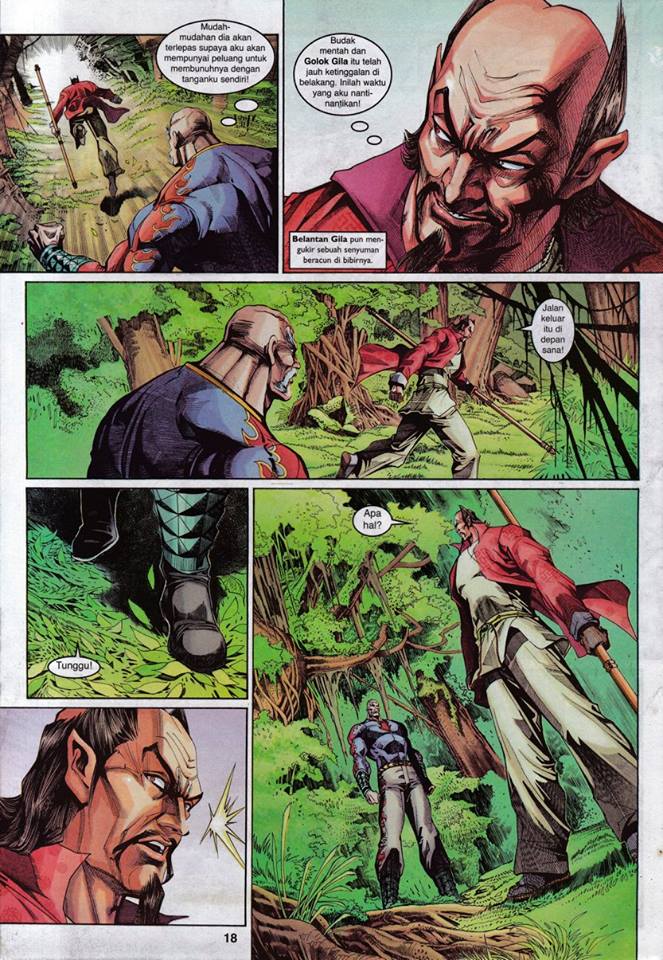 Mudah-
mudahan dia akan
terlepas supaya aku akan
mempunyai peluang untuk
membunuhnya dengan
tanganku sendiri!
Budak
mentah dan
Golok Gila itu telah
jauh ketinggalan di
belakang. Inilah waktu
yang aku nanti-
nantikan!
Belantan Gila pun men-
gukir sebuah senyuman
beracun di bibirnya.
Jalan
keluar
itu di
depan
sana!
Tunggu!
Apa
hal?
18